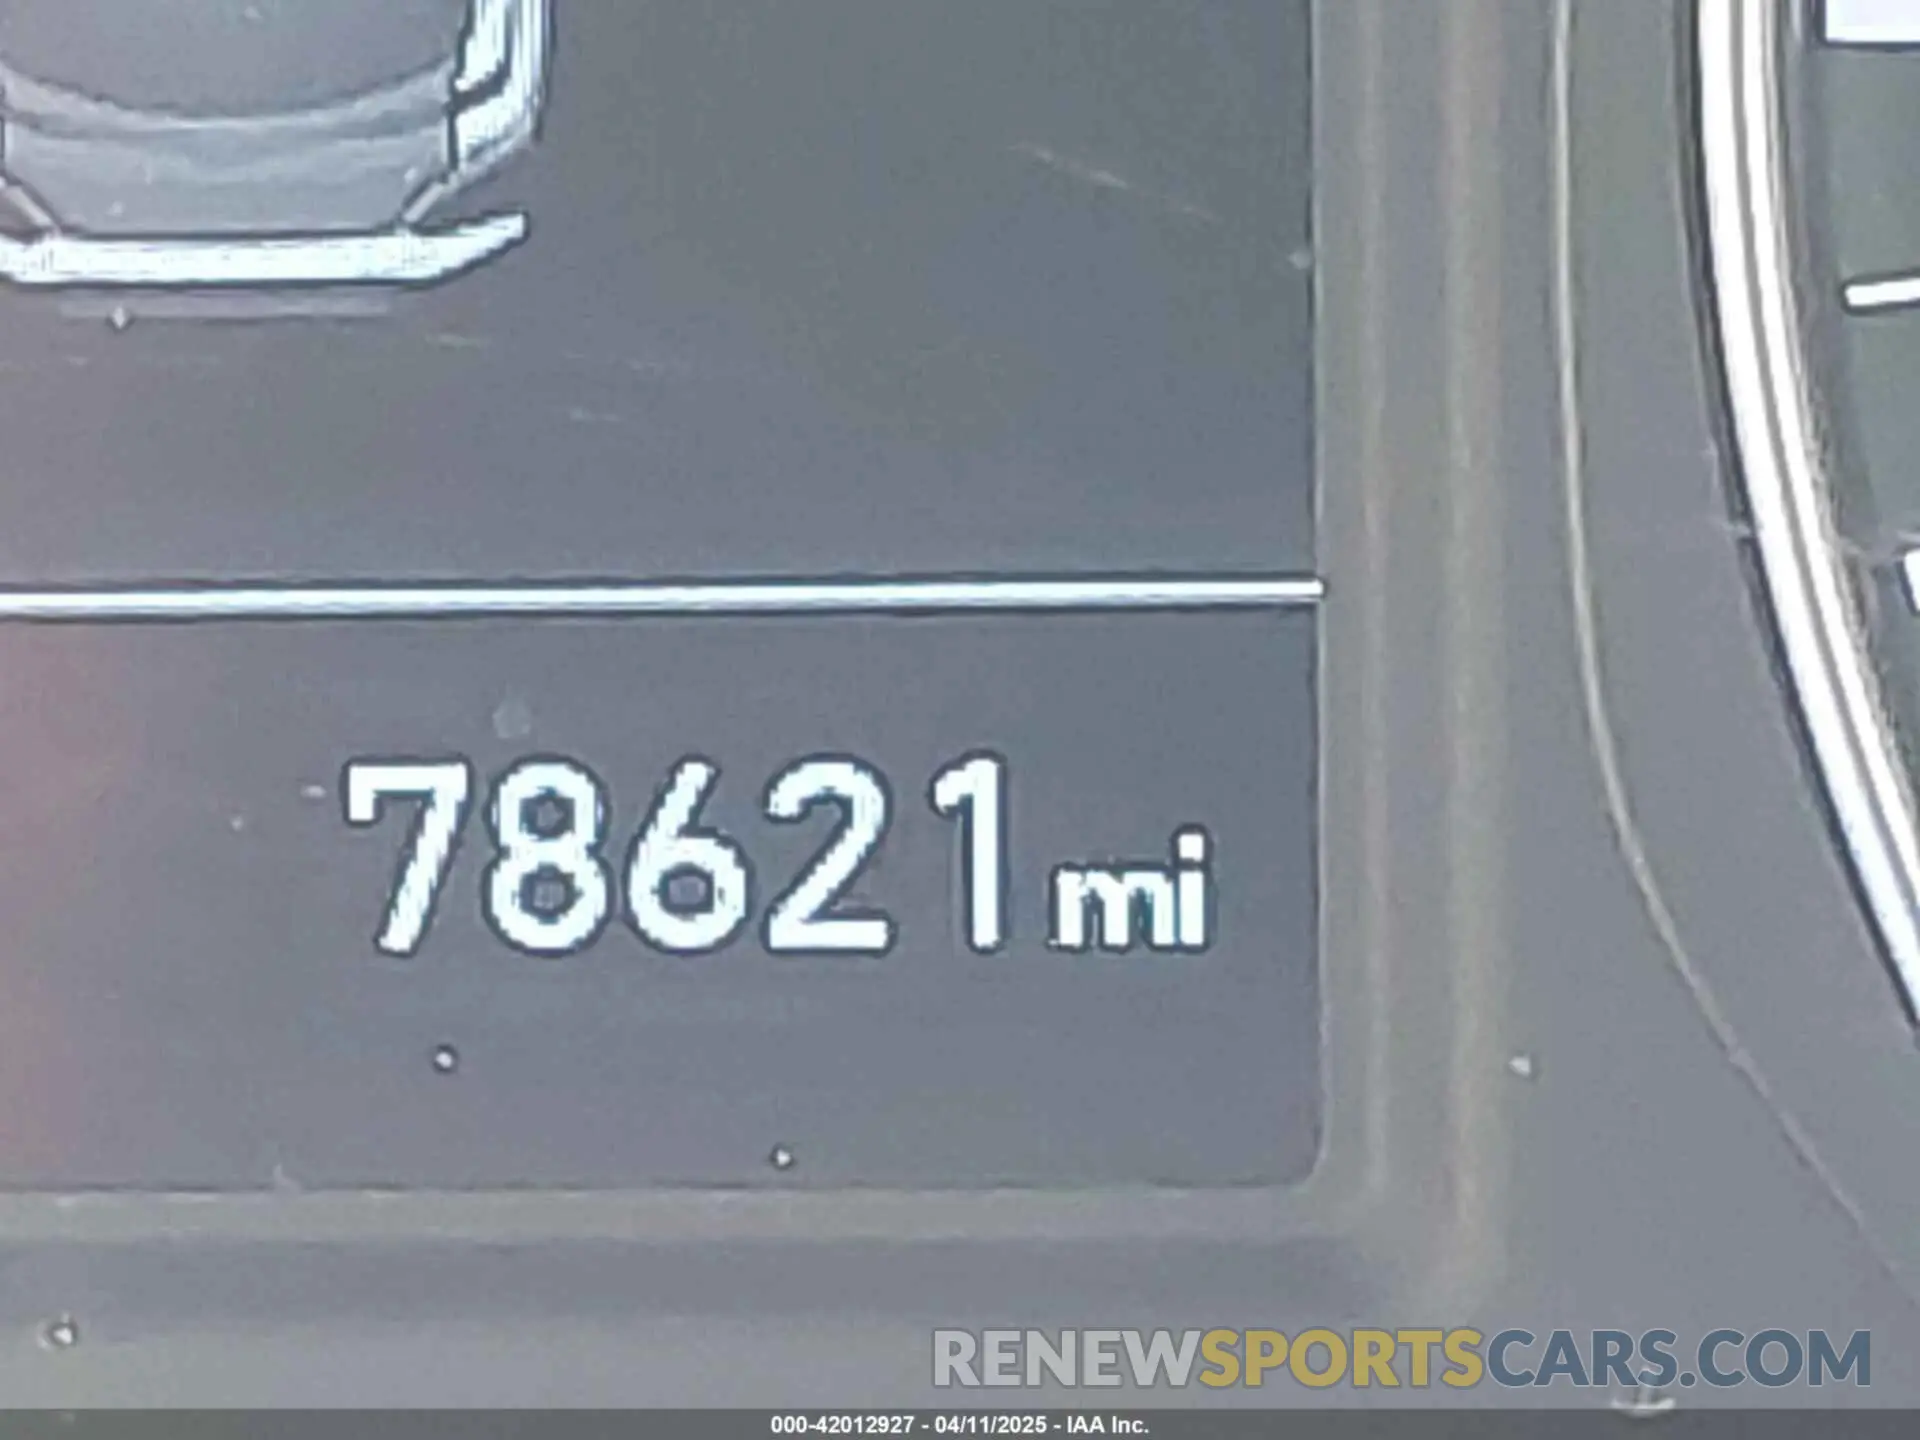 78621 mi
RENEWSPORTSCARS.COM
000-42012927 - 04/11/2025 - IAA Inc.